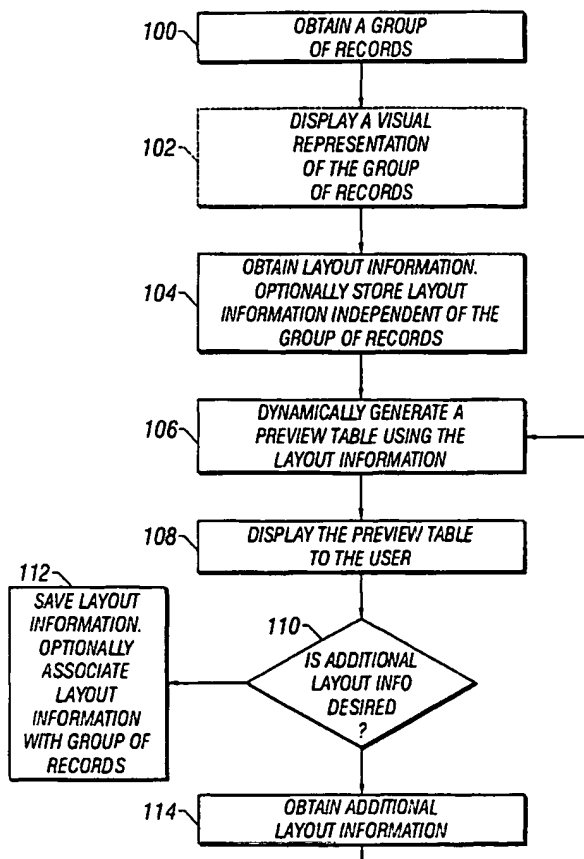 100
OBTAIN A GROUP
OF RECORDS
102
DISPLAY A VISUAL
REPRESENTATION
OF THE GROUP
OF RECORDS
104
OBTAIN LAYOUT INFORMATION.
OPTIONALLY STORE LAYOUT
INFORMATION INDEPENDENT OF THE
GROUP OF RECORDS
106
DYNAMICALLY GENERATE A
PREVIEW TABLE USING THE
LAYOUT INFORMATION
108
DISPLAY THE PREVIEW TABLE
TO THE USER
110
IS ADDITIONAL
LAYOUT INFO
DESIRED
?
112
SAVE LAYOUT
INFORMATION.
OPTIONALLY
ASSOCIATE
LAYOUT
INFORMATION
WITH GROUP OF
RECORDS
114
OBTAIN ADDITIONAL
LAYOUT INFORMATION